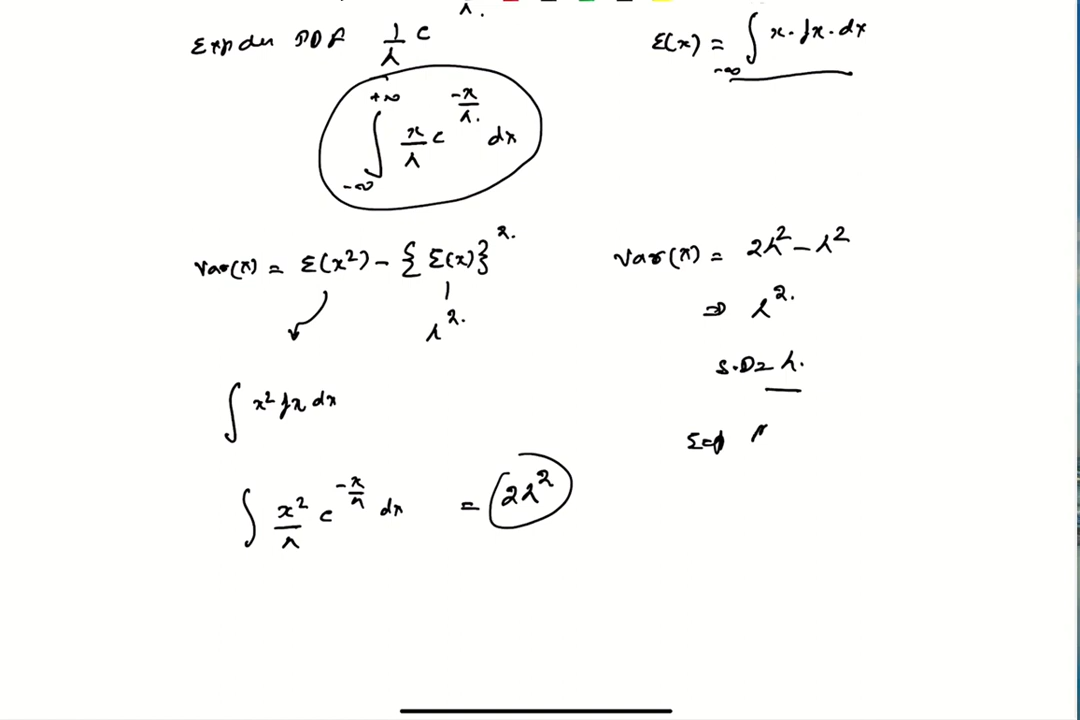 Expdn PDF 1/λ e
λ.
E(x) = ∫ x·fx·dx
-∞
+∞
∫ x/λ e^(-x/λ.) dx
-∞
Var(x) = E(x²) - {E(x)}².
λ².
Var(x) = 2λ² - λ²
⇒ λ².
S.D = λ.
∫ x² fx dx
∫ x²/λ e^(-x/λ) dx = 2λ²